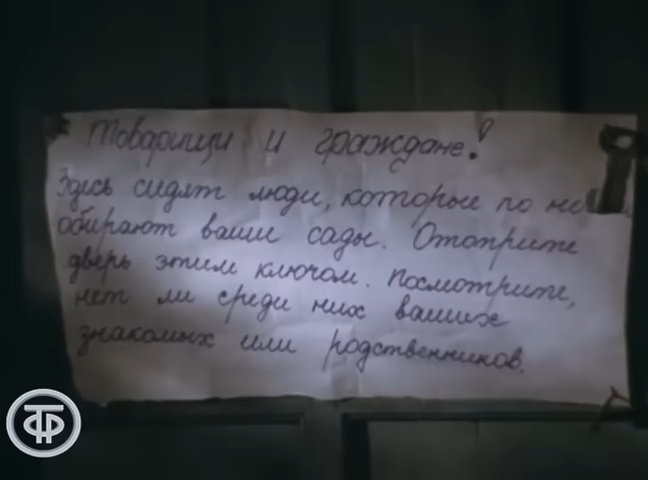 Товарищи и граждане!
Здесь сидят люди, которые по но
обирают ваши сады. Отоприте
дверь этим ключом. Посмотрите,
нет ли среди них ваших
знакомых или родственников.